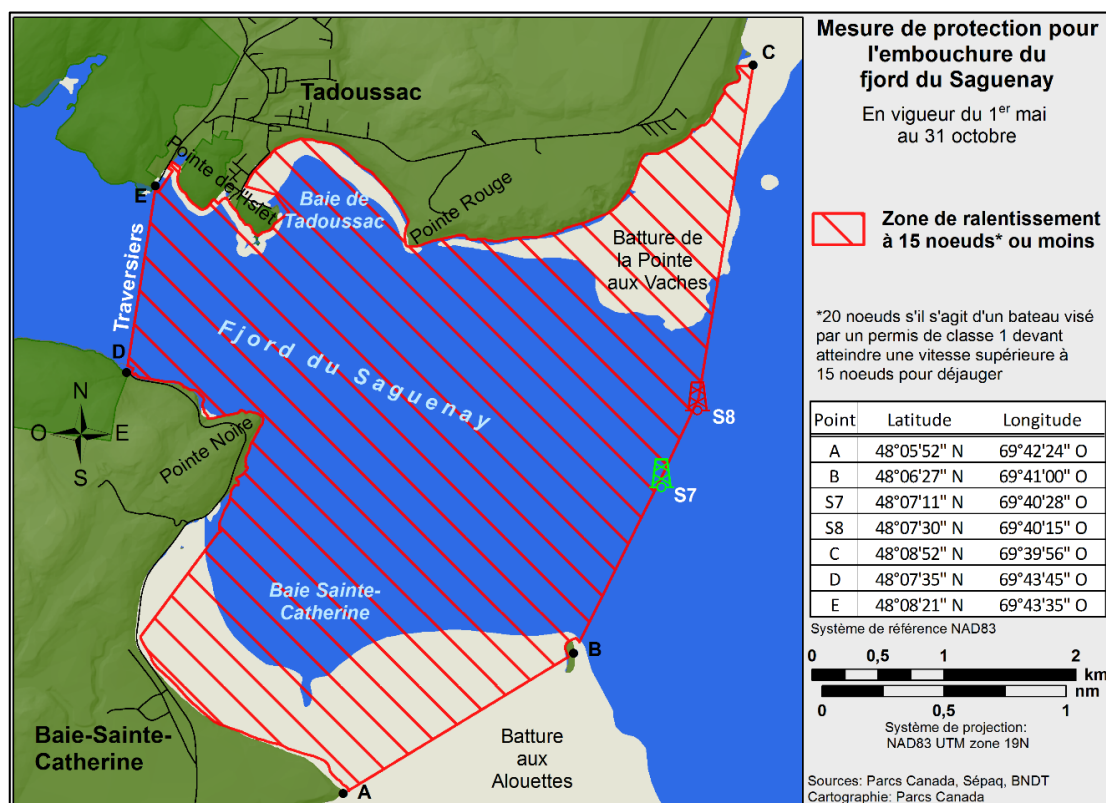 Mesure de protection pour
l'embouchure du
fjord du Saguenay
En vigueur du 1er mai
au 31 octobre
Zone de ralentissement
à 15 noeuds* ou moins
*20 noeuds s'il s'agit d'un bateau visé
par un permis de classe 1 devant
atteindre une vitesse supérieure à
15 noeuds pour déjauger
Point Latitude Longitude
A 48°05'52" N 69°42'24" O
B 48°06'27" N 69°41'00" O
S7 48°07'11" N 69°40'28" O
S8 48°07'30" N 69°40'15" O
C 48°08'52" N 69°39'56" O
D 48°07'35" N 69°43'45" O
E 48°08'21" N 69°43'35" O
Système de référence NAD83
0 0,5 1 2
km
nm
0 0,5 1
Système de projection:
NAD83 UTM zone 19N
Sources: Parcs Canada, Sépaq, BNDT
Cartographie: Parcs Canada
C
Tadoussac
Pointe de l'Islet
E
Baie de
Tadoussac
Pointe Rouge
Batture de
la Pointe
aux Vaches
Traversiers
Fjord du Saguenay
D
N
O E
S
Pointe Noire
S8
S7
Baie Sainte-
Catherine
B
Baie-Sainte-
Catherine
Batture
aux
Alouettes
A